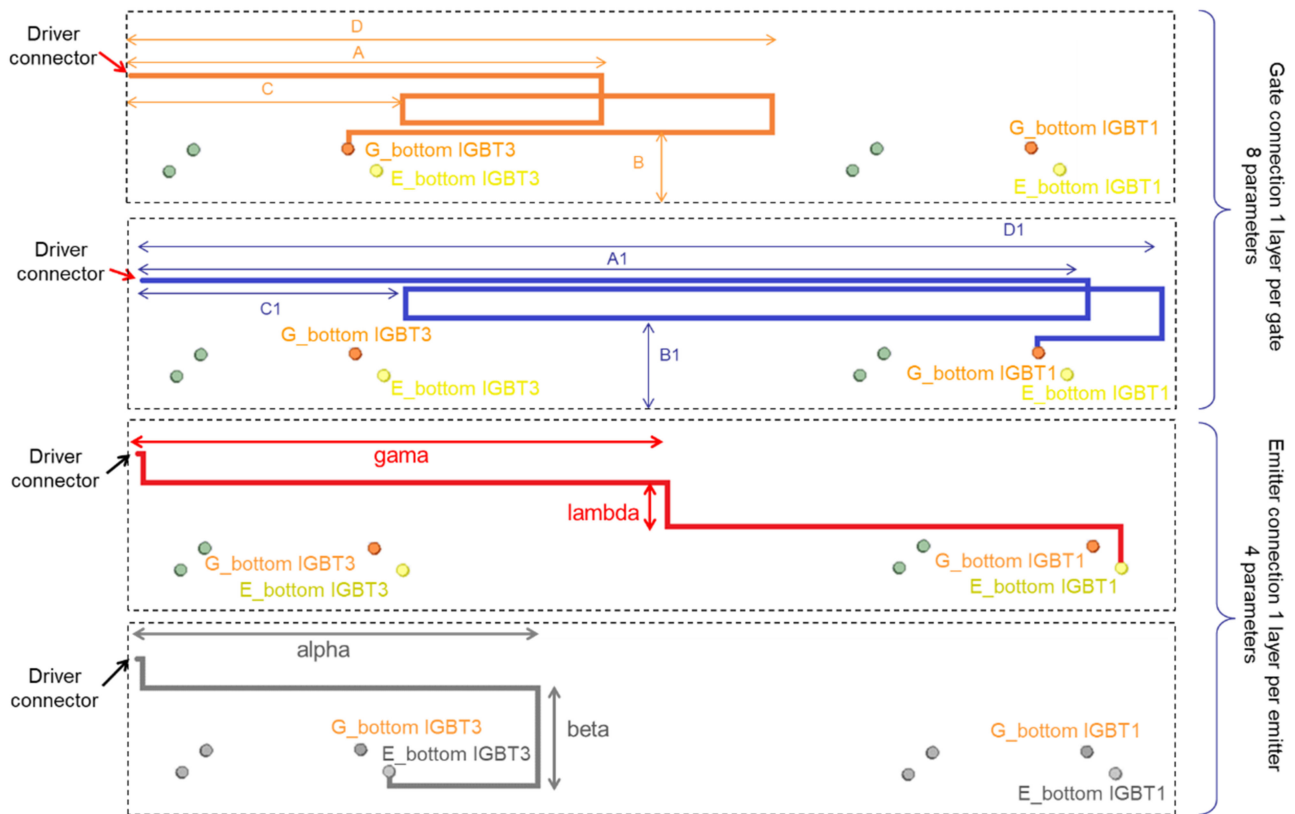 Driver
connector
D
A
C
B
G_bottom IGBT3
E_bottom IGBT3
G_bottom IGBT1
E_bottom IGBT1
Driver
connector
D1
A1
C1
B1
G_bottom IGBT3
E_bottom IGBT3
G_bottom IGBT1
E_bottom IGBT1
Gate connection 1 layer per gate
8 parameters
Driver
connector
gama
lambda
G_bottom IGBT3
E_bottom IGBT3
G_bottom IGBT1
E_bottom IGBT1
Driver
connector
alpha
beta
G_bottom IGBT3
E_bottom IGBT3
G_bottom IGBT1
E_bottom IGBT1
Emitter connection 1 layer per emitter
4 parameters